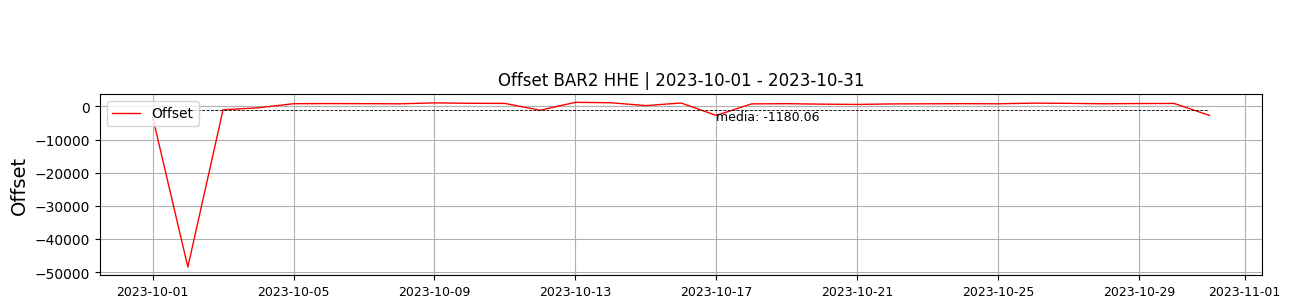 Offset BAR2 HHE | 2023-10-01 - 2023-10-31
Offset
0
−10000
−20000
−30000
−40000
−50000
Offset
media: -1180.06
2023-10-01 2023-10-05 2023-10-09 2023-10-13 2023-10-17 2023-10-21 2023-10-25 2023-10-29 2023-11-01